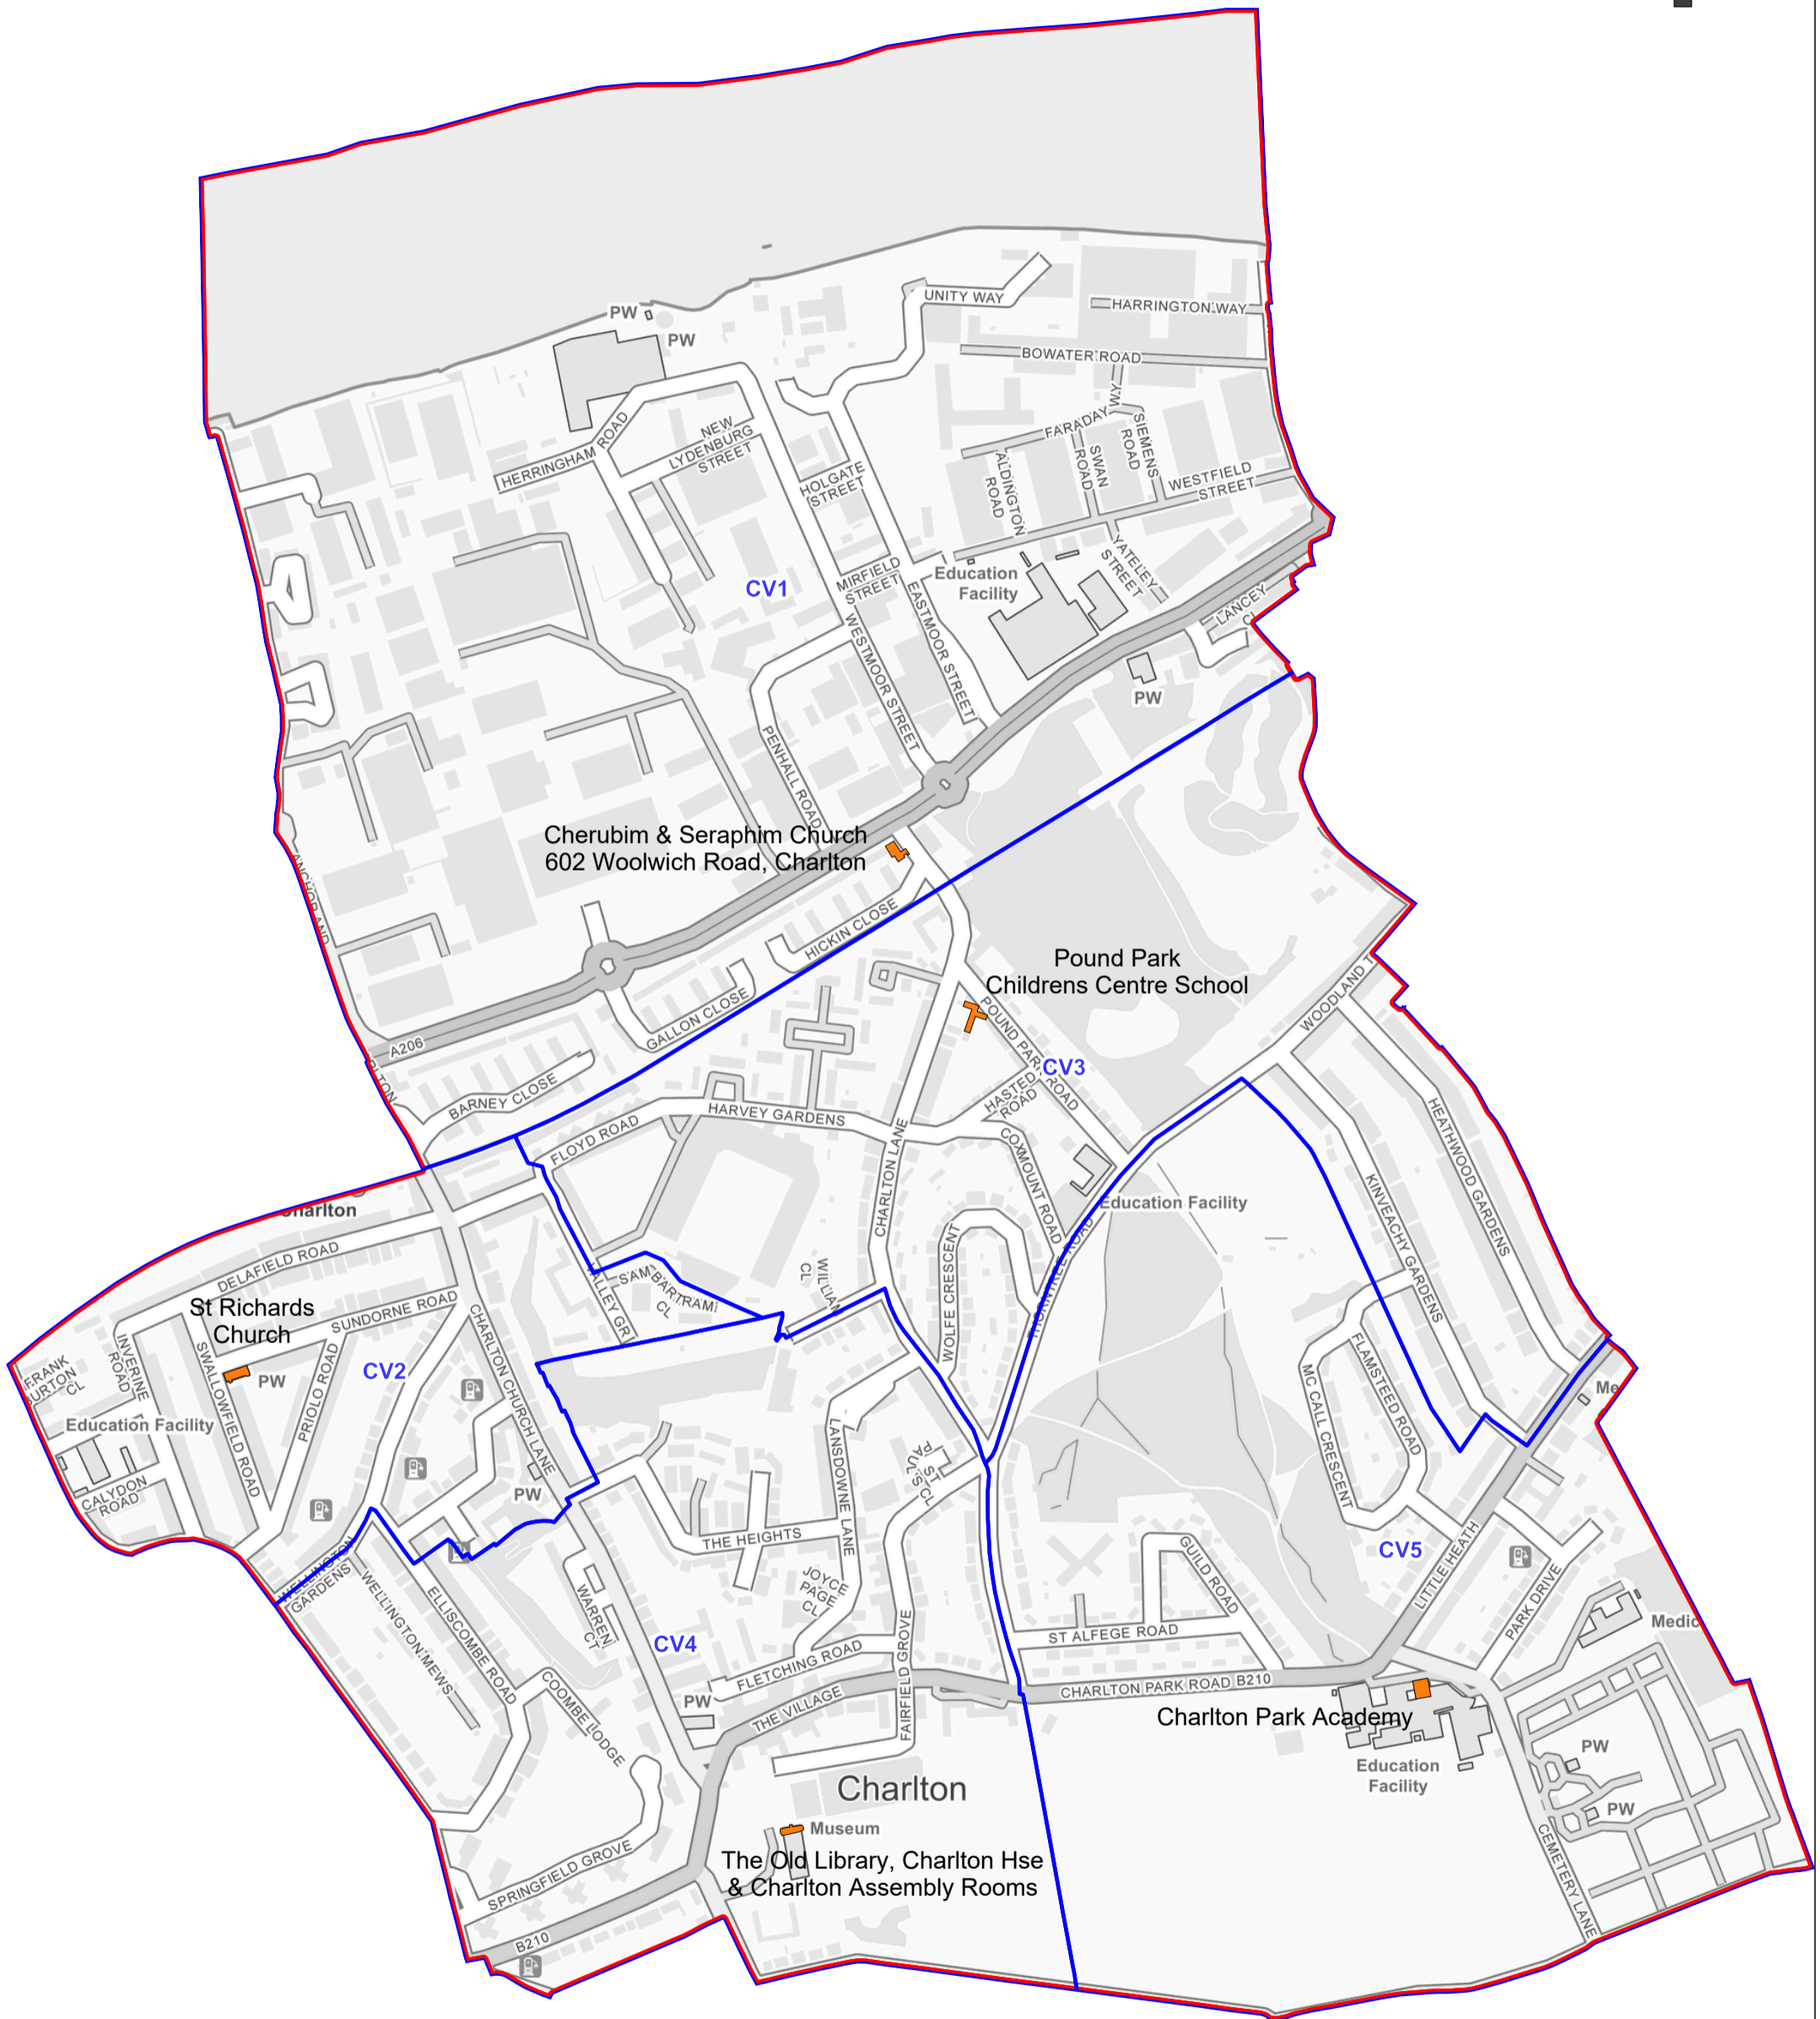 UNITY WAY
HARRINGTON WAY
PW
PW
BOWATER ROAD
WY
FARADAY
SIEMENS
ROAD
SWAN
ROAD
NEW
LYDENBURG
STREET
HERRINGHAM ROAD
HOLGATE
STREET
ALDINGTON
ROAD
WESTFIELD
STREET
YATELEY
STREET
MIRFIELD
STREET
Education
Facility
CV1
EASTMOOR STREET
WESTMOOR STREET
LANCEY
CL
PW
PENHALL ROAD
Cherubim & Seraphim Church
602 Woolwich Road, Charlton
HICKIN CLOSE
Pound Park
Childrens Centre School
GALLON CLOSE
POUND PARK ROAD
A206
CV3
BARNEY CLOSE
HASTED
ROAD
HARVEY GARDENS
FLOYD ROAD
COXMOUNT ROAD
CHARLTON LANE
HEATHWOOD GARDENS
KINVEACHY GARDENS
Education Facility
THORNTREE ROAD
WOLFE CRESCENT
Charlton
DELAFIELD ROAD
SAM
BARTRAM
CL
St Richards
Church
SUNDORNE ROAD
CHARLTON CHURCH LANE
INVERINE
ROAD
SWALLOWFIELD ROAD
PRIOLO ROAD
CV2
PW
FRANK
CL
Education Facility
CALYDON
ROAD
PW
FLAMSTEED ROAD
MC CALL CRESCENT
LANSDOWNE LANE
ST
PAUL'S CL
THE HEIGHTS
WELLINGTON
GARDENS
WELLINGTON MEWS
ELLISCOMBE ROAD
WARREN
CT
JOYCE
PAGE
CL
CV5
LITTLE HEATH
GUILD ROAD
ST ALFEGE ROAD
PARK DRIVE
CV4
COOMBE LODGE
FLETCHING ROAD
FAIRFIELD GROVE
PW
THE VILLAGE
CHARLTON PARK ROAD B210
Charlton Park Academy
Education
Facility
PW
PW
Charlton
Museum
The Old Library, Charlton Hse
& Charlton Assembly Rooms
CEMETERY LANE
SPRINGFIELD GROVE
B210